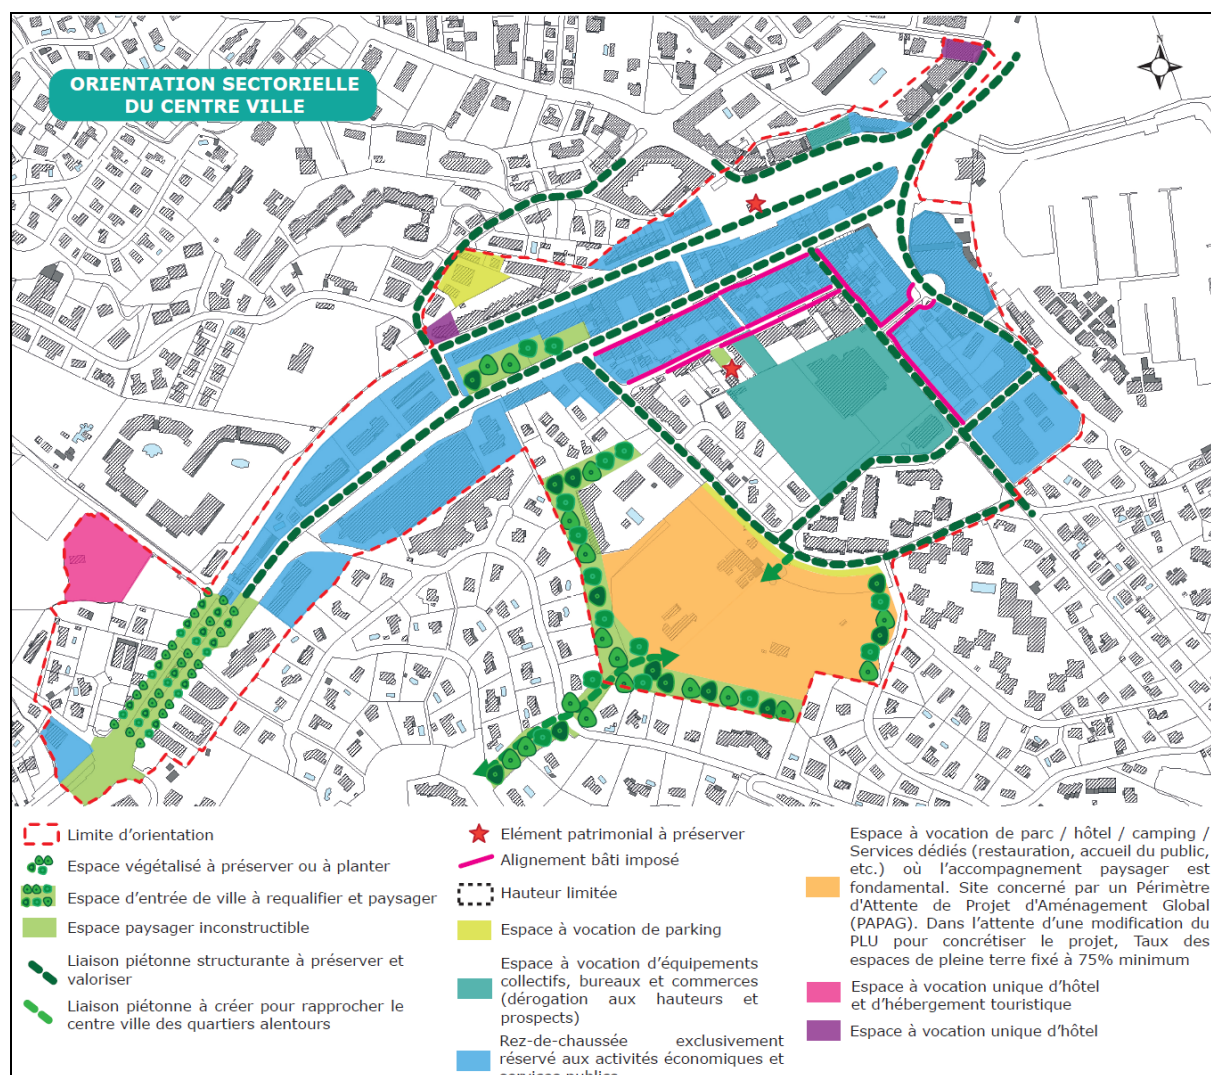 ORIENTATION SECTORIELLE
DU CENTRE VILLE
N
Limite d'orientation
Espace végétalisé à préserver ou à planter
Espace d'entrée de ville à requalifier et paysager
Espace paysager inconstructible
Liaison piétonne structurante à préserver et
valoriser
Liaison piétonne à créer pour rapprocher le
centre ville des quartiers alentours
Elément patrimonial à préserver
Alignement bâti imposé
Hauteur limitée
Espace à vocation de parking
Espace à vocation d'équipements
collectifs, bureaux et commerces
(dérogation aux hauteurs et
prospects)
Rez-de-chaussée exclusivement
réservé aux activités économiques et
services publics
Espace à vocation de parc / hôtel / camping /
Services dédiés (restauration, accueil du public,
etc.) où l'accompagnement paysager est
fondamental. Site concerné par un Périmètre
d'Attente de Projet d'Aménagement Global
(PAPAG). Dans l'attente d'une modification du
PLU pour concrétiser le projet, Taux des
espaces de pleine terre fixé à 75% minimum
Espace à vocation unique d'hôtel
et d'hébergement touristique
Espace à vocation unique d'hôtel